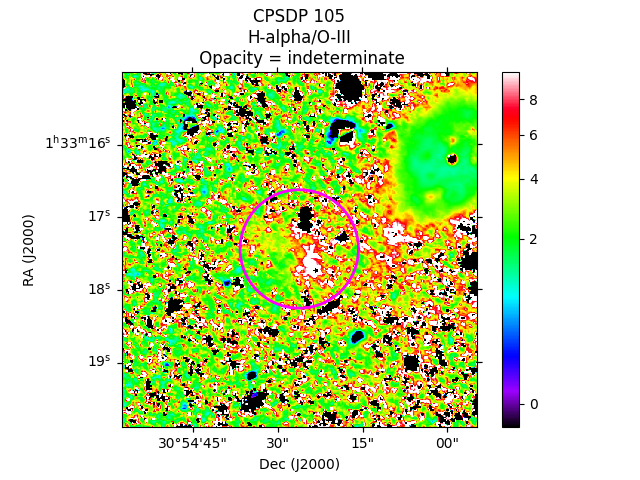 CPSDP 105
H-alpha/O-III
Opacity = indeterminate
1ʰ33ᵐ16ˢ
17ˢ
18ˢ
19ˢ
RA (J2000)
30°54'45" 30" 15" 00"
Dec (J2000)
8
6
4
2
0